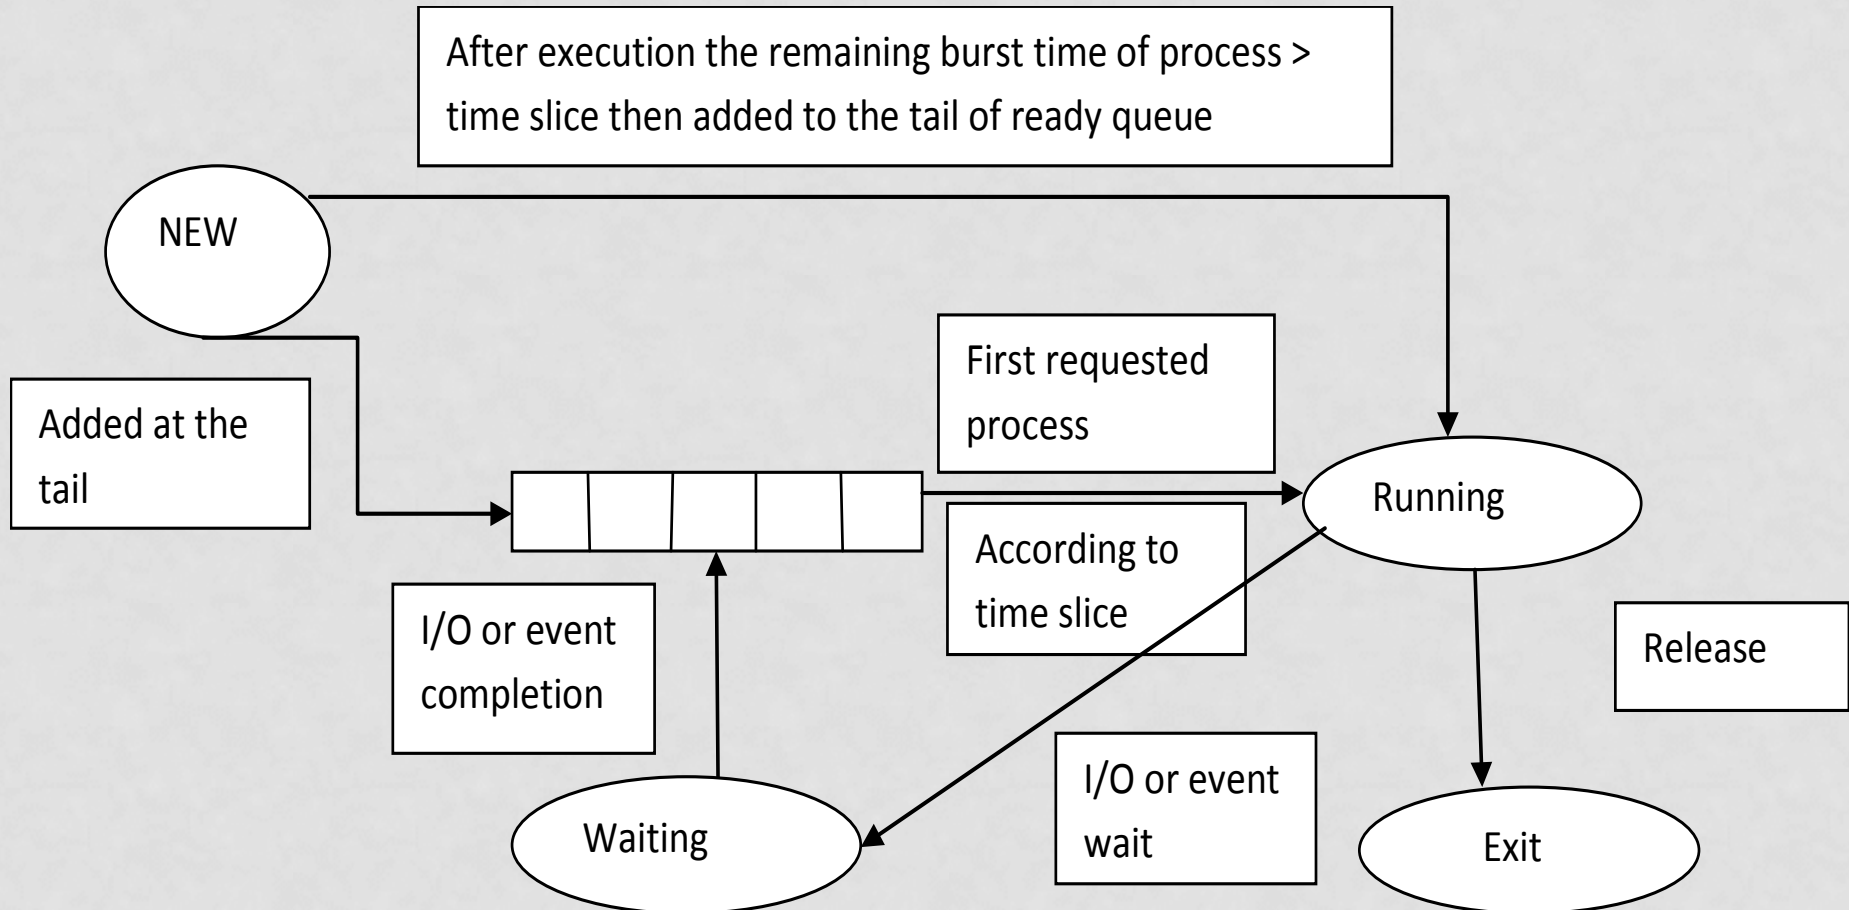 After execution the remaining burst time of process >
time slice then added to the tail of ready queue
NEW
First requested
process
Added at the
tail
Running
According to
time slice
I/O or event
completion
Release
I/O or event
wait
Waiting
Exit